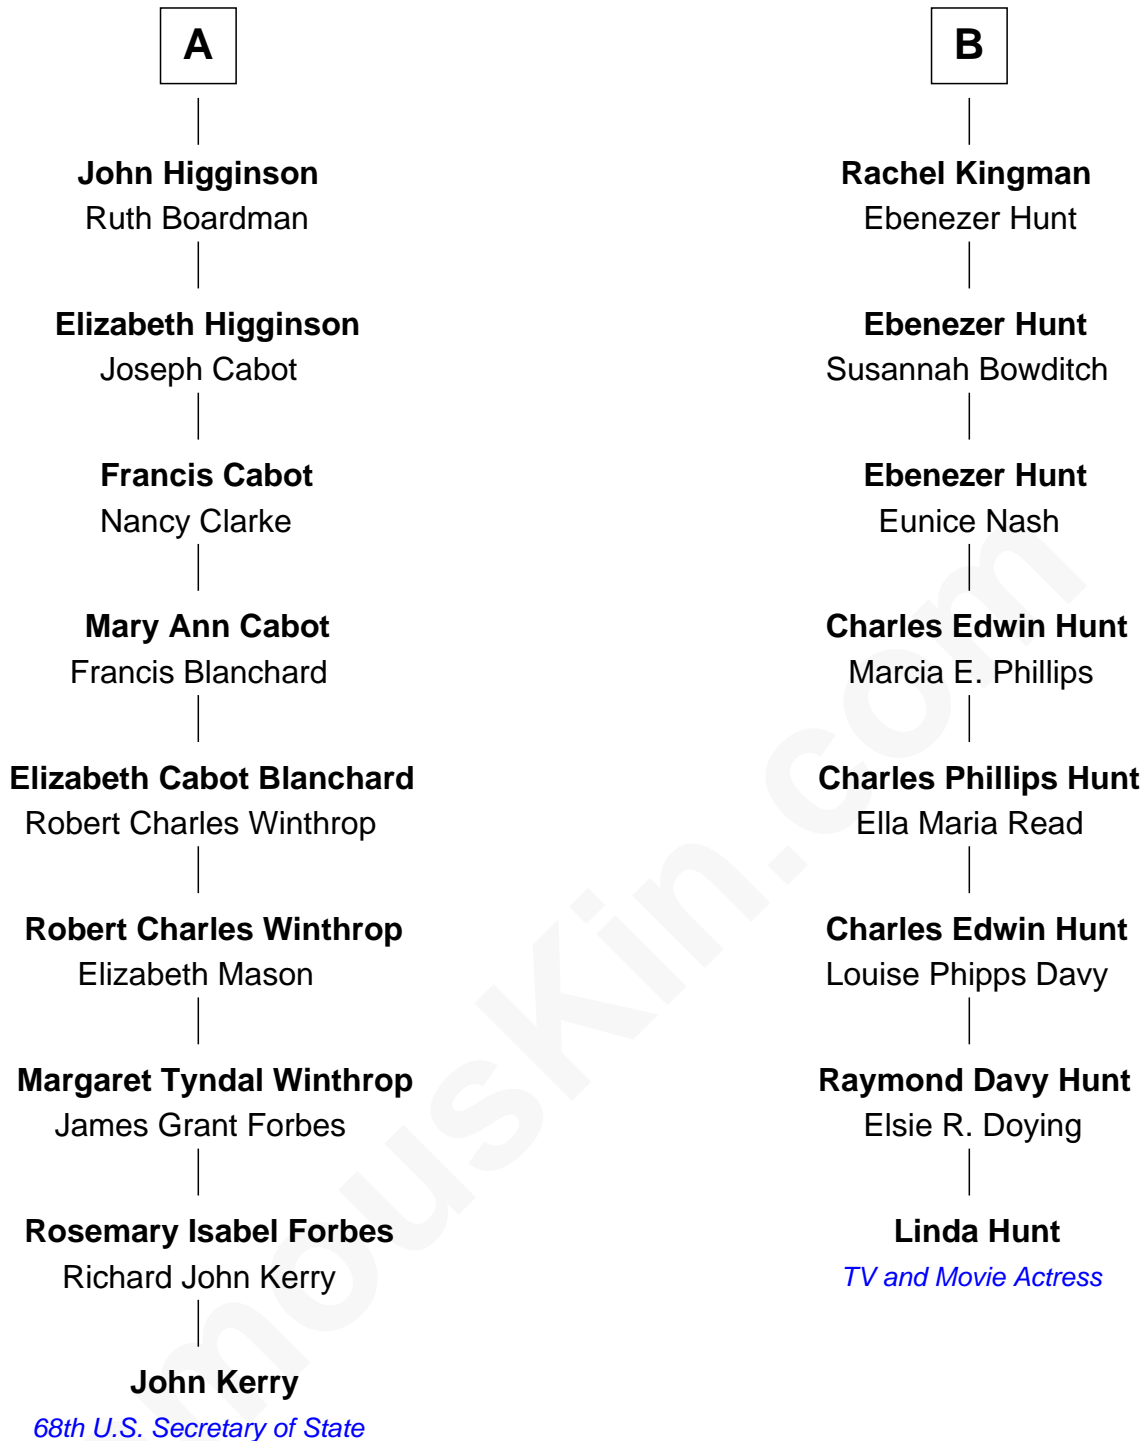 A
John Higginson
Ruth Boardman
Elizabeth Higginson
Joseph Cabot
Francis Cabot
Nancy Clarke
Mary Ann Cabot
Francis Blanchard
Elizabeth Cabot Blanchard
Robert Charles Winthrop
Robert Charles Winthrop
Elizabeth Mason
Margaret Tyndal Winthrop
James Grant Forbes
Rosemary Isabel Forbes
Richard John Kerry
John Kerry
68th U.S. Secretary of State
B
Rachel Kingman
Ebenezer Hunt
Ebenezer Hunt
Susannah Bowditch
Ebenezer Hunt
Eunice Nash
Charles Edwin Hunt
Marcia E. Phillips
Charles Phillips Hunt
Ella Maria Read
Charles Edwin Hunt
Louise Phipps Davy
Raymond Davy Hunt
Elsie R. Doying
Linda Hunt
TV and Movie Actress
mousKin.com